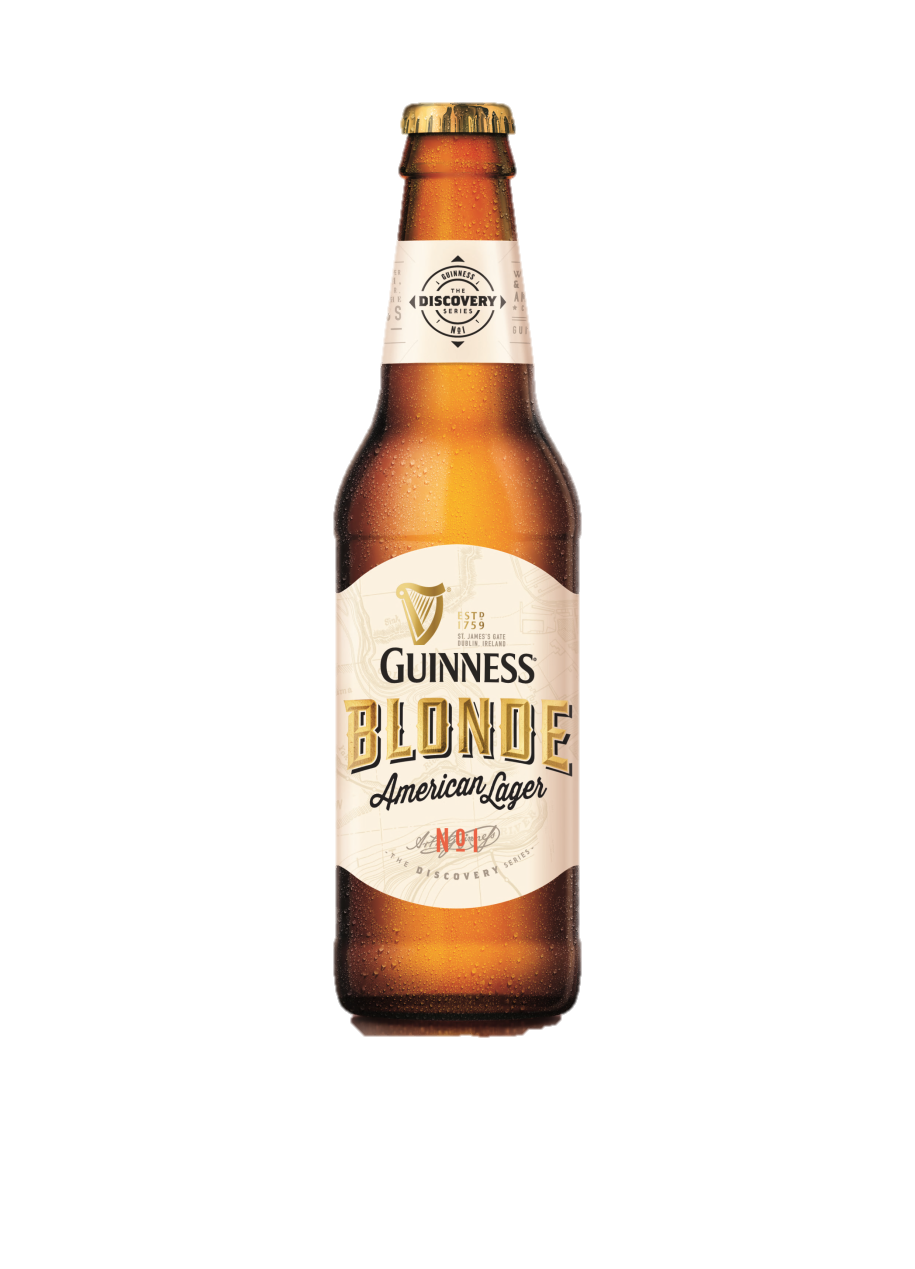 GUINNESS
THE
DISCOVERY
SERIES
Nº1
ESTD
1759
ST. JAMES'S GATE
DUBLIN, IRELAND
GUINNESS®
BLONDE
American Lager
Nº1
THE DISCOVERY SERIES